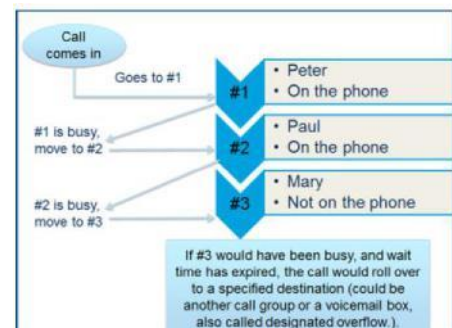 Call
comes in
Goes to #1
#1
• Peter
• On the phone
#1 is busy,
move to #2
#2
• Paul
• On the phone
#2 is busy,
move to #3
#3
• Mary
• Not on the phone
If #3 would have been busy, and wait
time has expired, the call would roll over
to a specified destination (could be
another call group or a voicemail box,
also called designated overflow.)